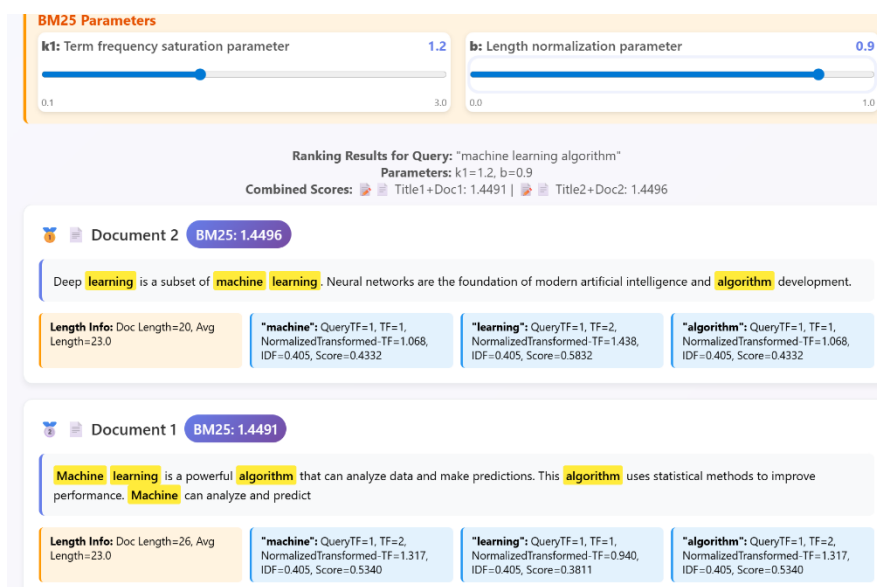 BM25 Parameters
k1: Term frequency saturation parameter 1.2
0.1 3.0
b: Length normalization parameter 0.9
0.0 1.0
Ranking Results for Query: "machine learning algorithm"
Parameters: k1=1.2, b=0.9
Combined Scores: Title1+Doc1: 1.4491 | Title2+Doc2: 1.4496
1 Document 2 BM25: 1.4496
Deep learning is a subset of machine learning. Neural networks are the foundation of modern artificial intelligence and algorithm development.
Length Info: Doc Length=20, Avg
Length=23.0
"machine": QueryTF=1, TF=1,
NormalizedTransformed-TF=1.068,
IDF=0.405, Score=0.4332
"learning": QueryTF=1, TF=2,
NormalizedTransformed-TF=1.438,
IDF=0.405, Score=0.5832
"algorithm": QueryTF=1, TF=1,
NormalizedTransformed-TF=1.068,
IDF=0.405, Score=0.4332
2 Document 1 BM25: 1.4491
Machine learning is a powerful algorithm that can analyze data and make predictions. This algorithm uses statistical methods to improve
performance. Machine can analyze and predict
Length Info: Doc Length=26, Avg
Length=23.0
"machine": QueryTF=1, TF=2,
NormalizedTransformed-TF=1.317,
IDF=0.405, Score=0.5340
"learning": QueryTF=1, TF=1,
NormalizedTransformed-TF=0.940,
IDF=0.405, Score=0.3811
"algorithm": QueryTF=1, TF=2,
NormalizedTransformed-TF=1.317,
IDF=0.405, Score=0.5340